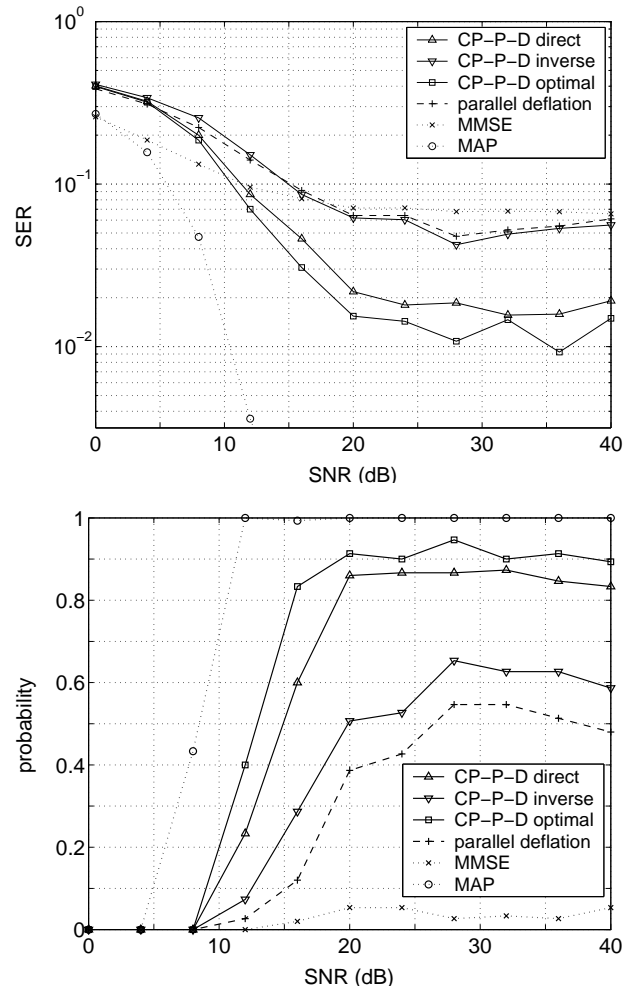 10^0
10^−1
10^−2
SER
0
10
20
30
40
SNR (dB)
CP−P−D direct
CP−P−D inverse
CP−P−D optimal
parallel deflation
MMSE
MAP
1
0.8
0.6
0.4
0.2
0
probability
0
10
20
30
40
SNR (dB)
CP−P−D direct
CP−P−D inverse
CP−P−D optimal
parallel deflation
MMSE
MAP